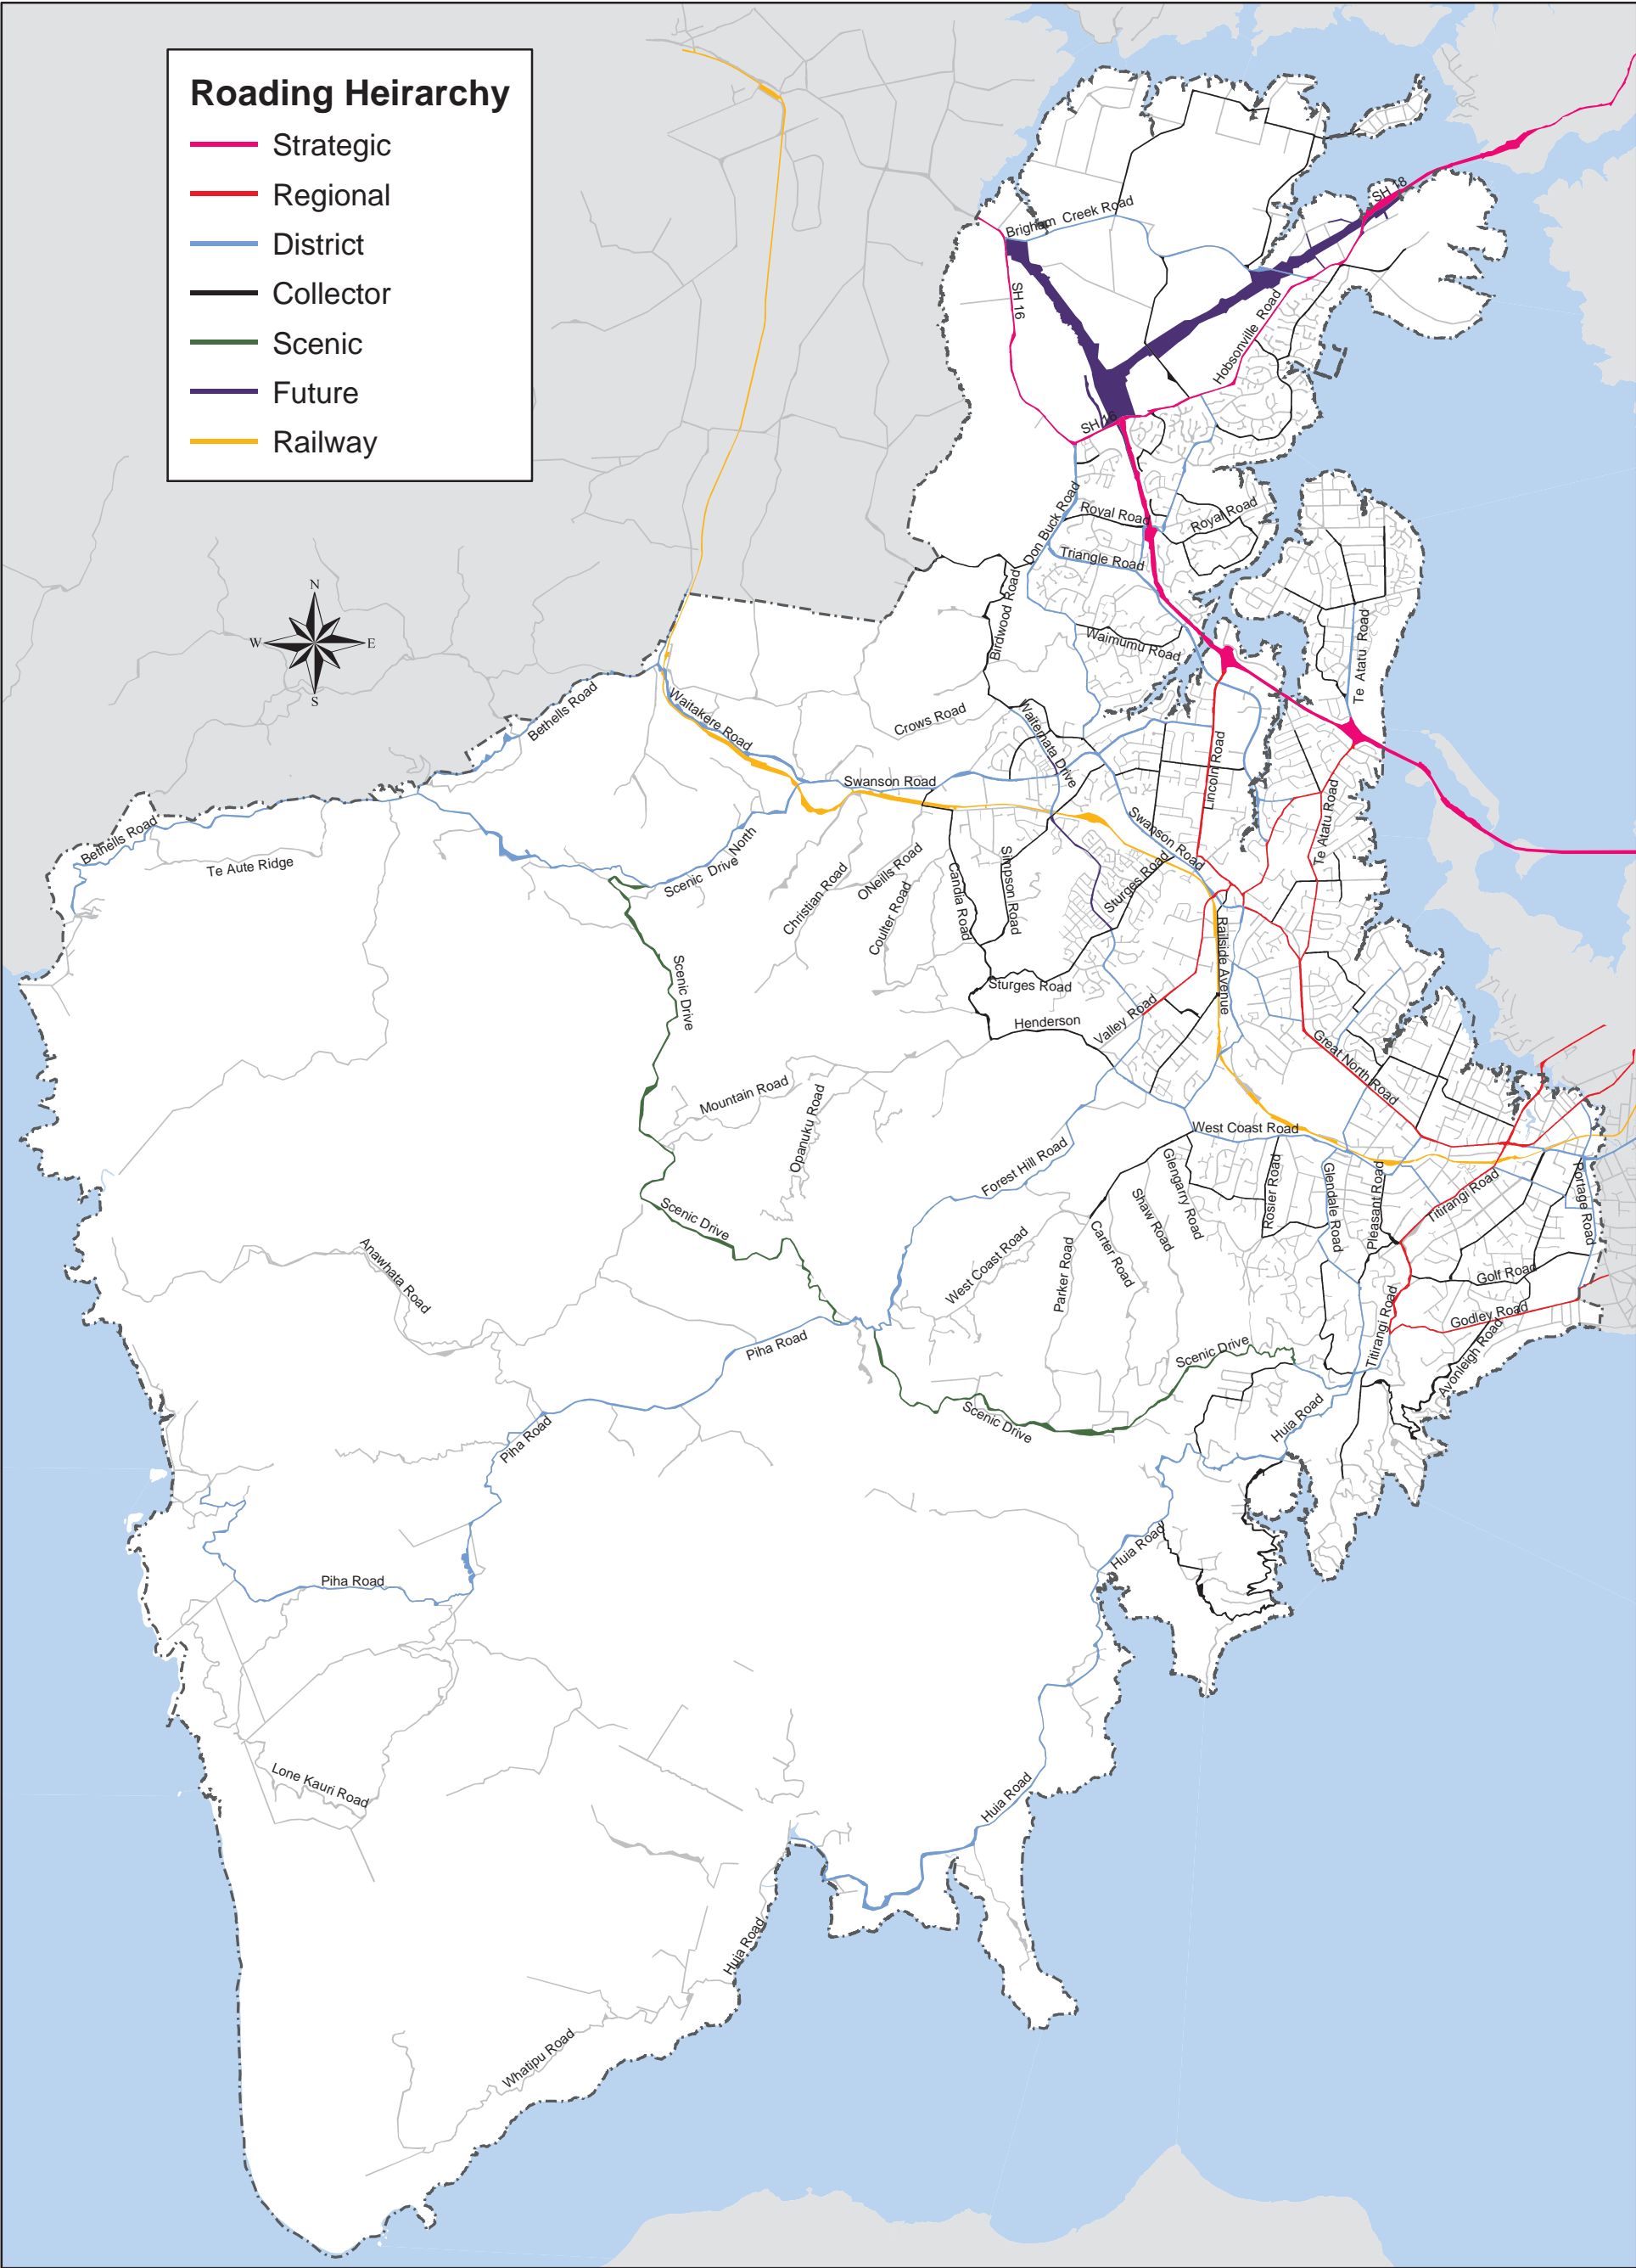 Roading Heirarchy
Strategic
Regional
District
Collector
Scenic
Future
Railway
N
W
E
S
SH 18
Brigham Creek Road
SH 16
Hobsonville Road
SH 16
Don Buck Road
Royal Road
Royal Road
Triangle Road
Birdwood Road
Waimumu Road
Te Atatu Road
Bethells Road
Waitakere Road
Crows Road
Waitemata Drive
Swanson Road
Lincoln Road
Te Atatu Road
Bethells Road
Te Aute Ridge
Scenic Drive North
Christian Road
ONeills Road
Coulter Road
Candia Road
Simpson Road
Swanson Road
Sturges Road
Railside Avenue
Scenic Drive
Sturges Road
Henderson
Valley Road
Great North Road
Mountain Road
Opanuku Road
West Coast Road
Forest Hill Road
Glengarry Road
Shaw Road
Rosier Road
Glendale Road
Pleasant Road
Titirangi Road
Portage Road
Scenic Drive
Anawhata Road
West Coast Road
Parker Road
Carter Road
Golf Road
Godley Road
Titirangi Road
Avonleigh Road
Piha Road
Scenic Drive
Scenic Drive
Huia Road
Piha Road
Huia Road
Piha Road
Lone Kauri Road
Huia Road
Huia Road
Whatipu Road